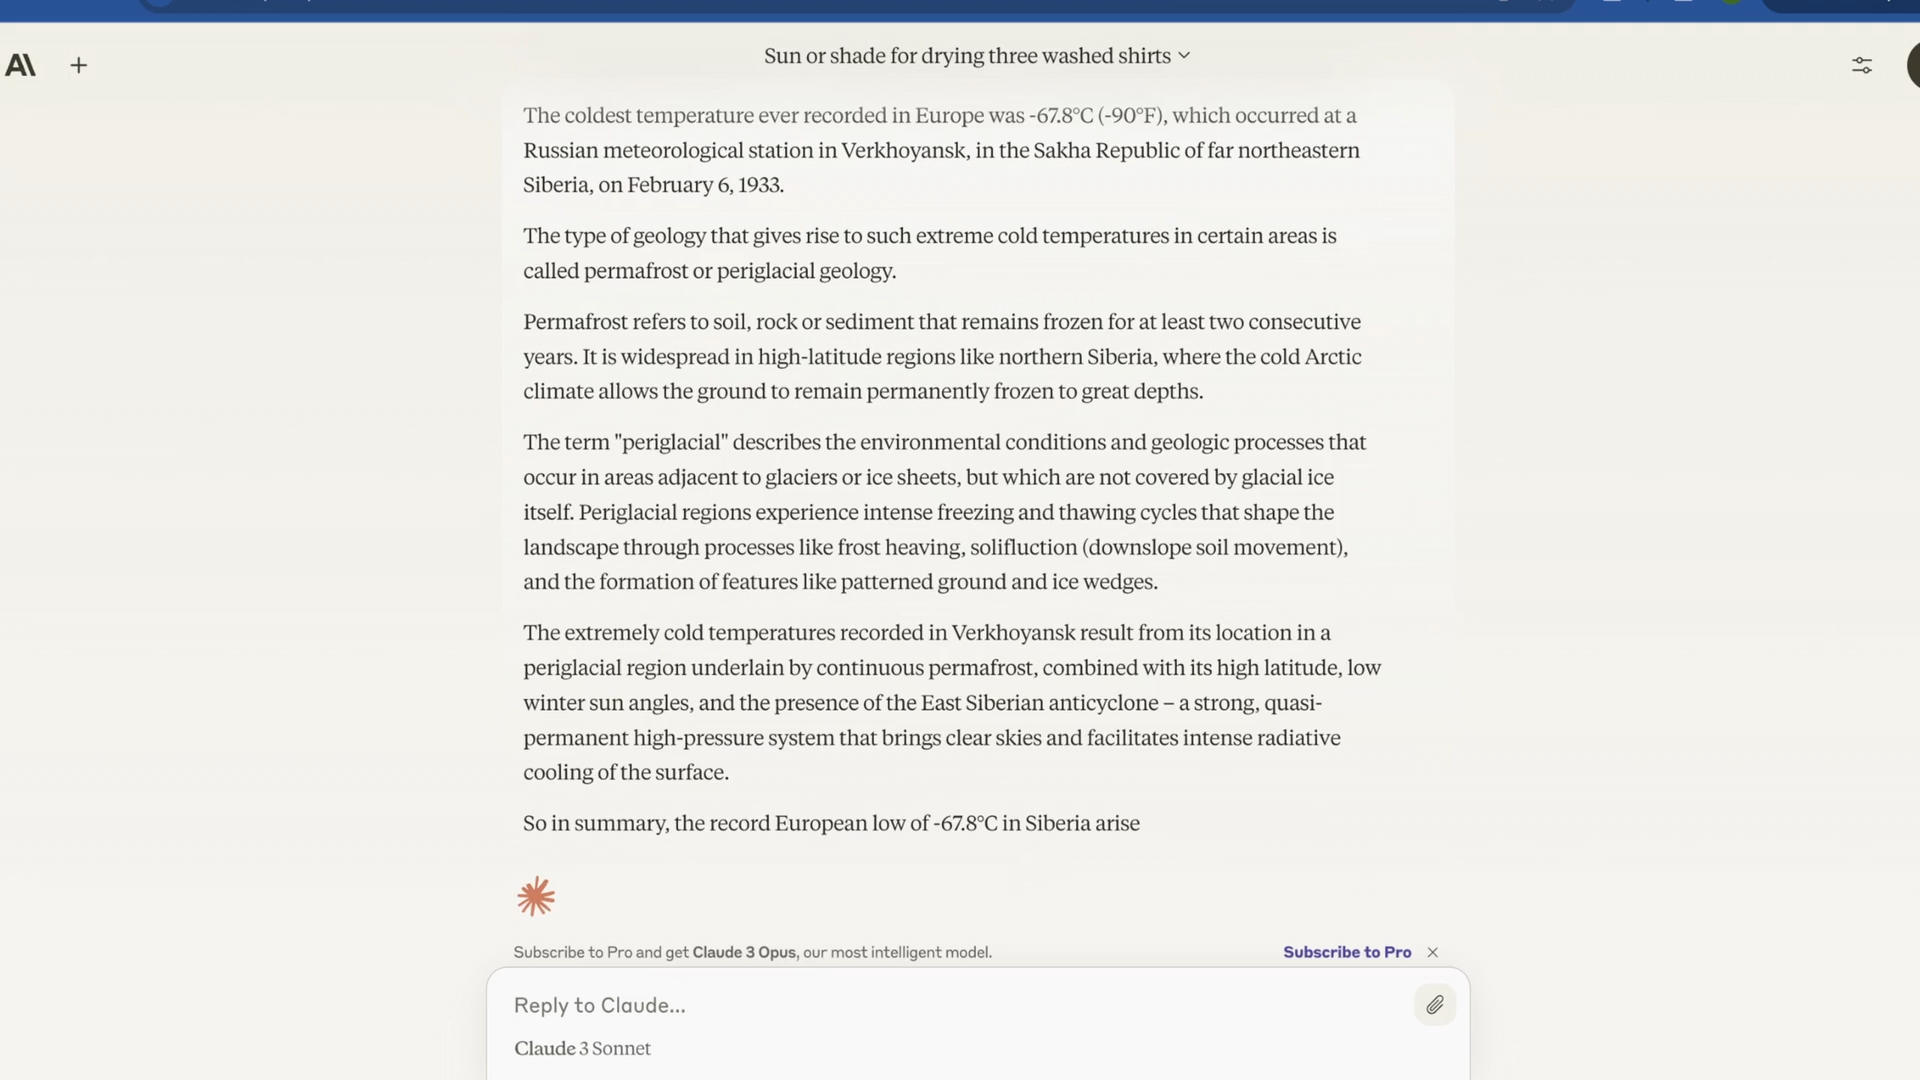 A\
+
Sun or shade for drying three washed shirts
The coldest temperature ever recorded in Europe was -67.8°C (-90°F), which occurred at a
Russian meteorological station in Verkhoyansk, in the Sakha Republic of far northeastern
Siberia, on February 6, 1933.
The type of geology that gives rise to such extreme cold temperatures in certain areas is
called permafrost or periglacial geology.
Permafrost refers to soil, rock or sediment that remains frozen for at least two consecutive
years. It is widespread in high-latitude regions like northern Siberia, where the cold Arctic
climate allows the ground to remain permanently frozen to great depths.
The term "periglacial" describes the environmental conditions and geologic processes that
occur in areas adjacent to glaciers or ice sheets, but which are not covered by glacial ice
itself. Periglacial regions experience intense freezing and thawing cycles that shape the
landscape through processes like frost heaving, solifluction (downslope soil movement),
and the formation of features like patterned ground and ice wedges.
The extremely cold temperatures recorded in Verkhoyansk result from its location in a
periglacial region underlain by continuous permafrost, combined with its high latitude, low
winter sun angles, and the presence of the East Siberian anticyclone – a strong, quasi-
permanent high-pressure system that brings clear skies and facilitates intense radiative
cooling of the surface.
So in summary, the record European low of -67.8°C in Siberia arise
Subscribe to Pro and get Claude 3 Opus, our most intelligent model.
Subscribe to Pro
Reply to Claude...
Claude 3 Sonnet